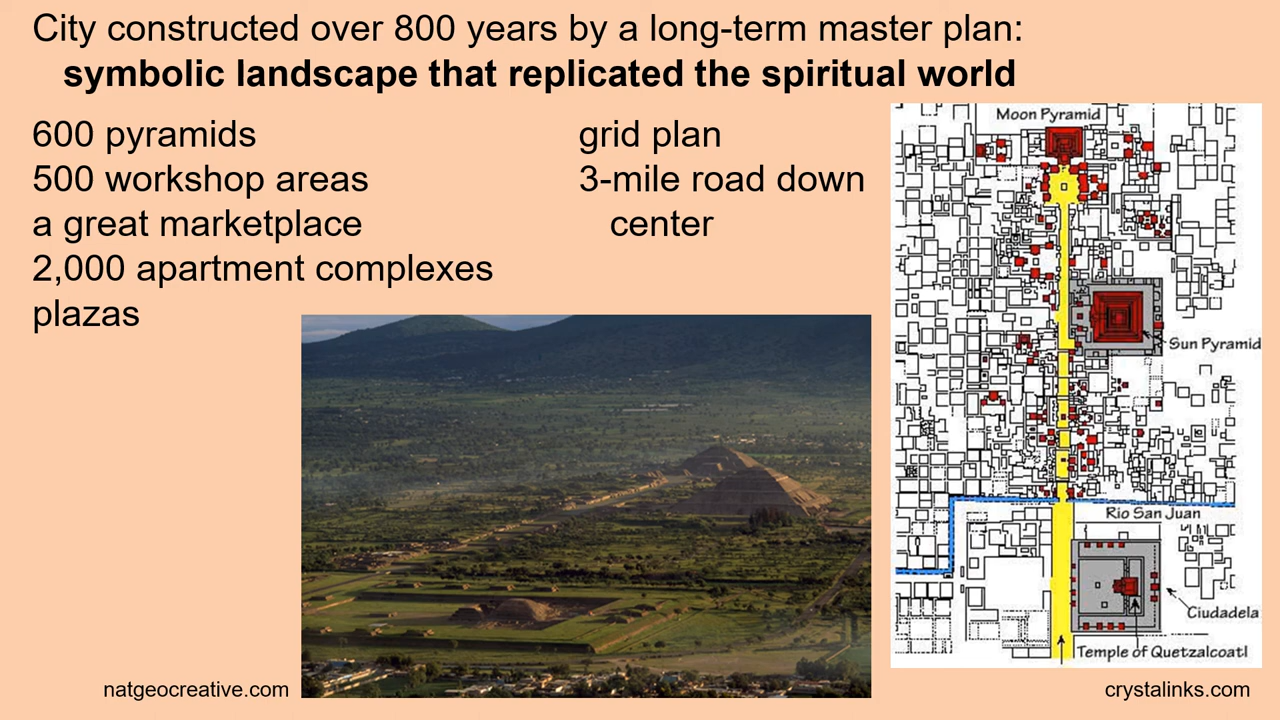 City constructed over 800 years by a long-term master plan:
symbolic landscape that replicated the spiritual world
600 pyramids
500 workshop areas
a great marketplace
2,000 apartment complexes
plazas
grid plan
3-mile road down
center
Moon Pyramid
Sun Pyramid
Rio San Juan
Ciudadela
Temple of Quetzalcoatl
natgeocreative.com
crystalinks.com